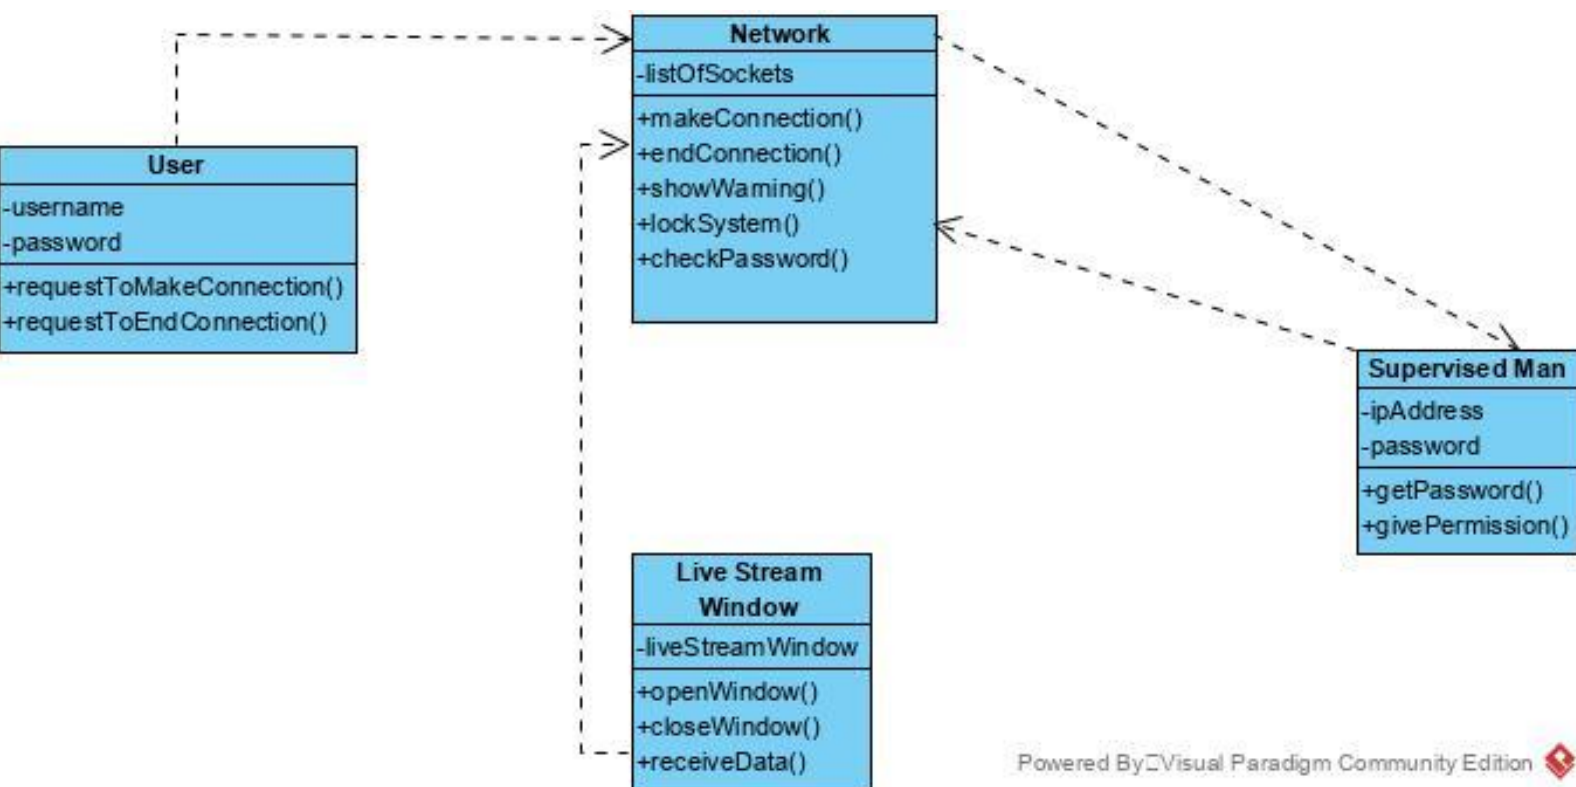 Network
-listOfSockets
+makeConnection()
+endConnection()
+showWarning()
+lockSystem()
+checkPassword()
User
-username
-password
+requestToMakeConnection()
+requestToEndConnection()
Supervised Man
-ipAddress
-password
+getPassword()
+givePermission()
Live Stream
Window
-liveStreamWindow
+openWindow()
+closeWindow()
+receiveData()
Powered By Visual Paradigm Community Edition